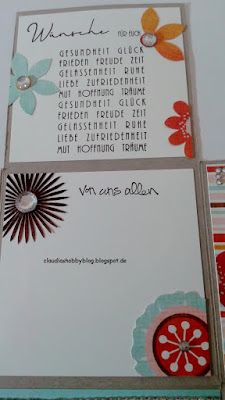 Wünsche FÜR EUCH
GESUNDHEIT GLÜCK
FRIEDEN FREUDE ZEIT
GELASSENHEIT RUHE
LIEBE ZUFRIEDENHEIT
MUT HOFFNUNG TRÄUME
GESUNDHEIT GLÜCK
FRIEDEN FREUDE ZEIT
GELASSENHEIT RUHE
LIEBE ZUFRIEDENHEIT
MUT HOFFNUNG TRÄUME
von uns allen
claudiashobbyblog.blogspot.de